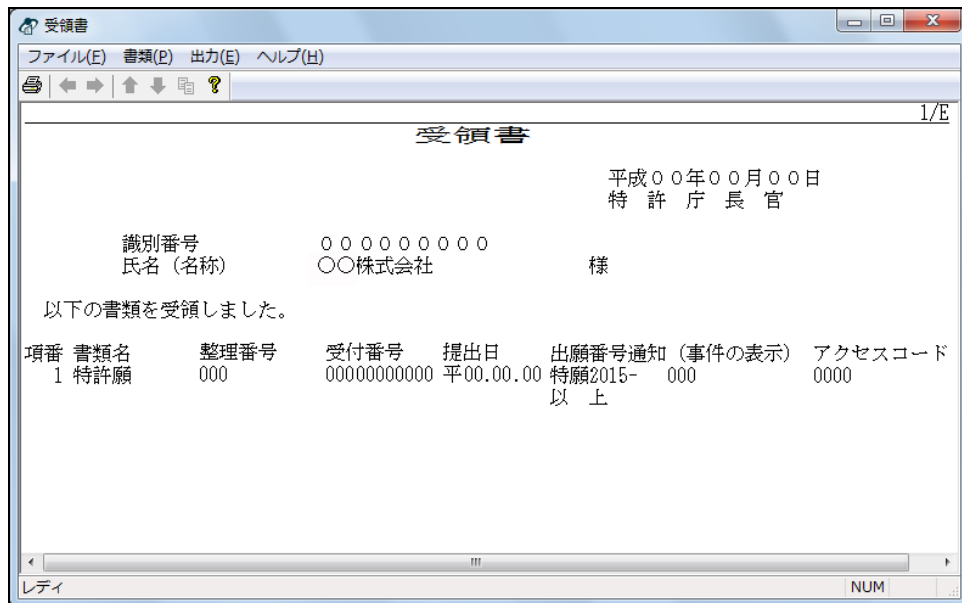 受領書
ファイル(F) 書類(P) 出力(E) ヘルプ(H)
1/E
受領書
平成００年００月００日
特 許 庁 長 官
識別番号 ０００００００００
氏名（名称） 〇〇株式会社 様
以下の書類を受領しました。
項番 書類名 整理番号 受付番号 提出日 出願番号通知（事件の表示） アクセスコード
1 特許願 000 00000000000 平00.00.00 特願2015- 000 0000
以 上
レディ NUM